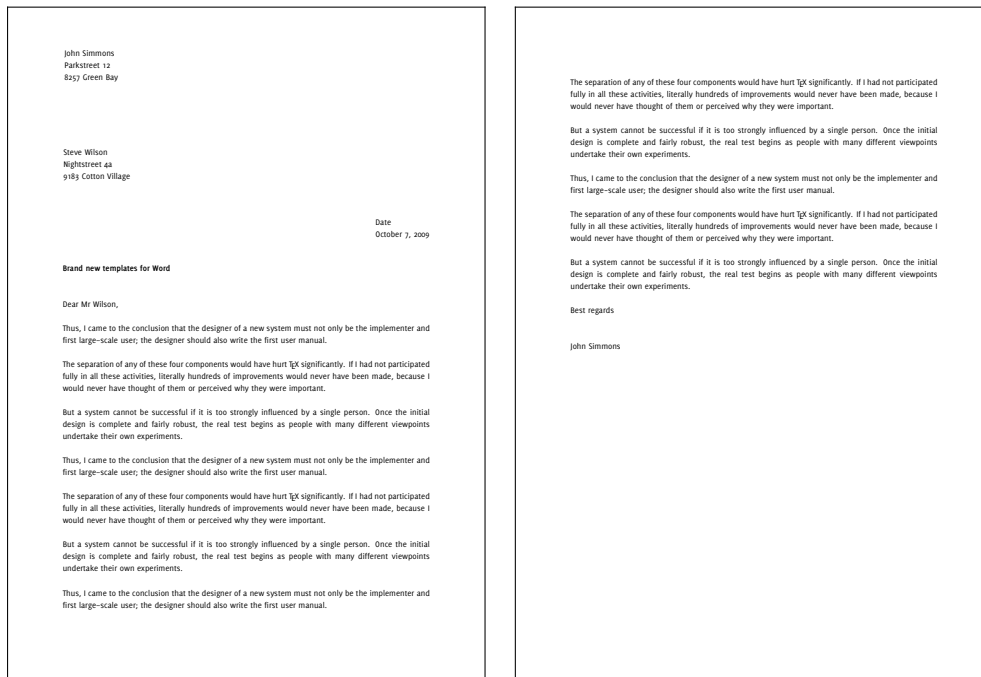 John Simmons
Parkstreet 12
8257 Green Bay
Steve Wilson
Nightstreet 4a
9183 Cotton Village
Date
October 7, 2009
Brand new templates for Word
Dear Mr Wilson,
Thus, I came to the conclusion that the designer of a new system must not only be the implementer and
first large-scale user; the designer should also write the first user manual.
The separation of any of these four components would have hurt TEX significantly. If I had not participated
fully in all these activities, literally hundreds of improvements would never have been made, because I
would never have thought of them or perceived why they were important.
But a system cannot be successful if it is too strongly influenced by a single person. Once the initial
design is complete and fairly robust, the real test begins as people with many different viewpoints
undertake their own experiments.
Thus, I came to the conclusion that the designer of a new system must not only be the implementer and
first large-scale user; the designer should also write the first user manual.
The separation of any of these four components would have hurt TEX significantly. If I had not participated
fully in all these activities, literally hundreds of improvements would never have been made, because I
would never have thought of them or perceived why they were important.
But a system cannot be successful if it is too strongly influenced by a single person. Once the initial
design is complete and fairly robust, the real test begins as people with many different viewpoints
undertake their own experiments.
Thus, I came to the conclusion that the designer of a new system must not only be the implementer and
first large-scale user; the designer should also write the first user manual.
The separation of any of these four components would have hurt TEX significantly. If I had not participated
fully in all these activities, literally hundreds of improvements would never have been made, because I
would never have thought of them or perceived why they were important.
But a system cannot be successful if it is too strongly influenced by a single person. Once the initial
design is complete and fairly robust, the real test begins as people with many different viewpoints
undertake their own experiments.
Thus, I came to the conclusion that the designer of a new system must not only be the implementer and
first large-scale user; the designer should also write the first user manual.
The separation of any of these four components would have hurt TEX significantly. If I had not participated
fully in all these activities, literally hundreds of improvements would never have been made, because I
would never have thought of them or perceived why they were important.
But a system cannot be successful if it is too strongly influenced by a single person. Once the initial
design is complete and fairly robust, the real test begins as people with many different viewpoints
undertake their own experiments.
Best regards
John Simmons